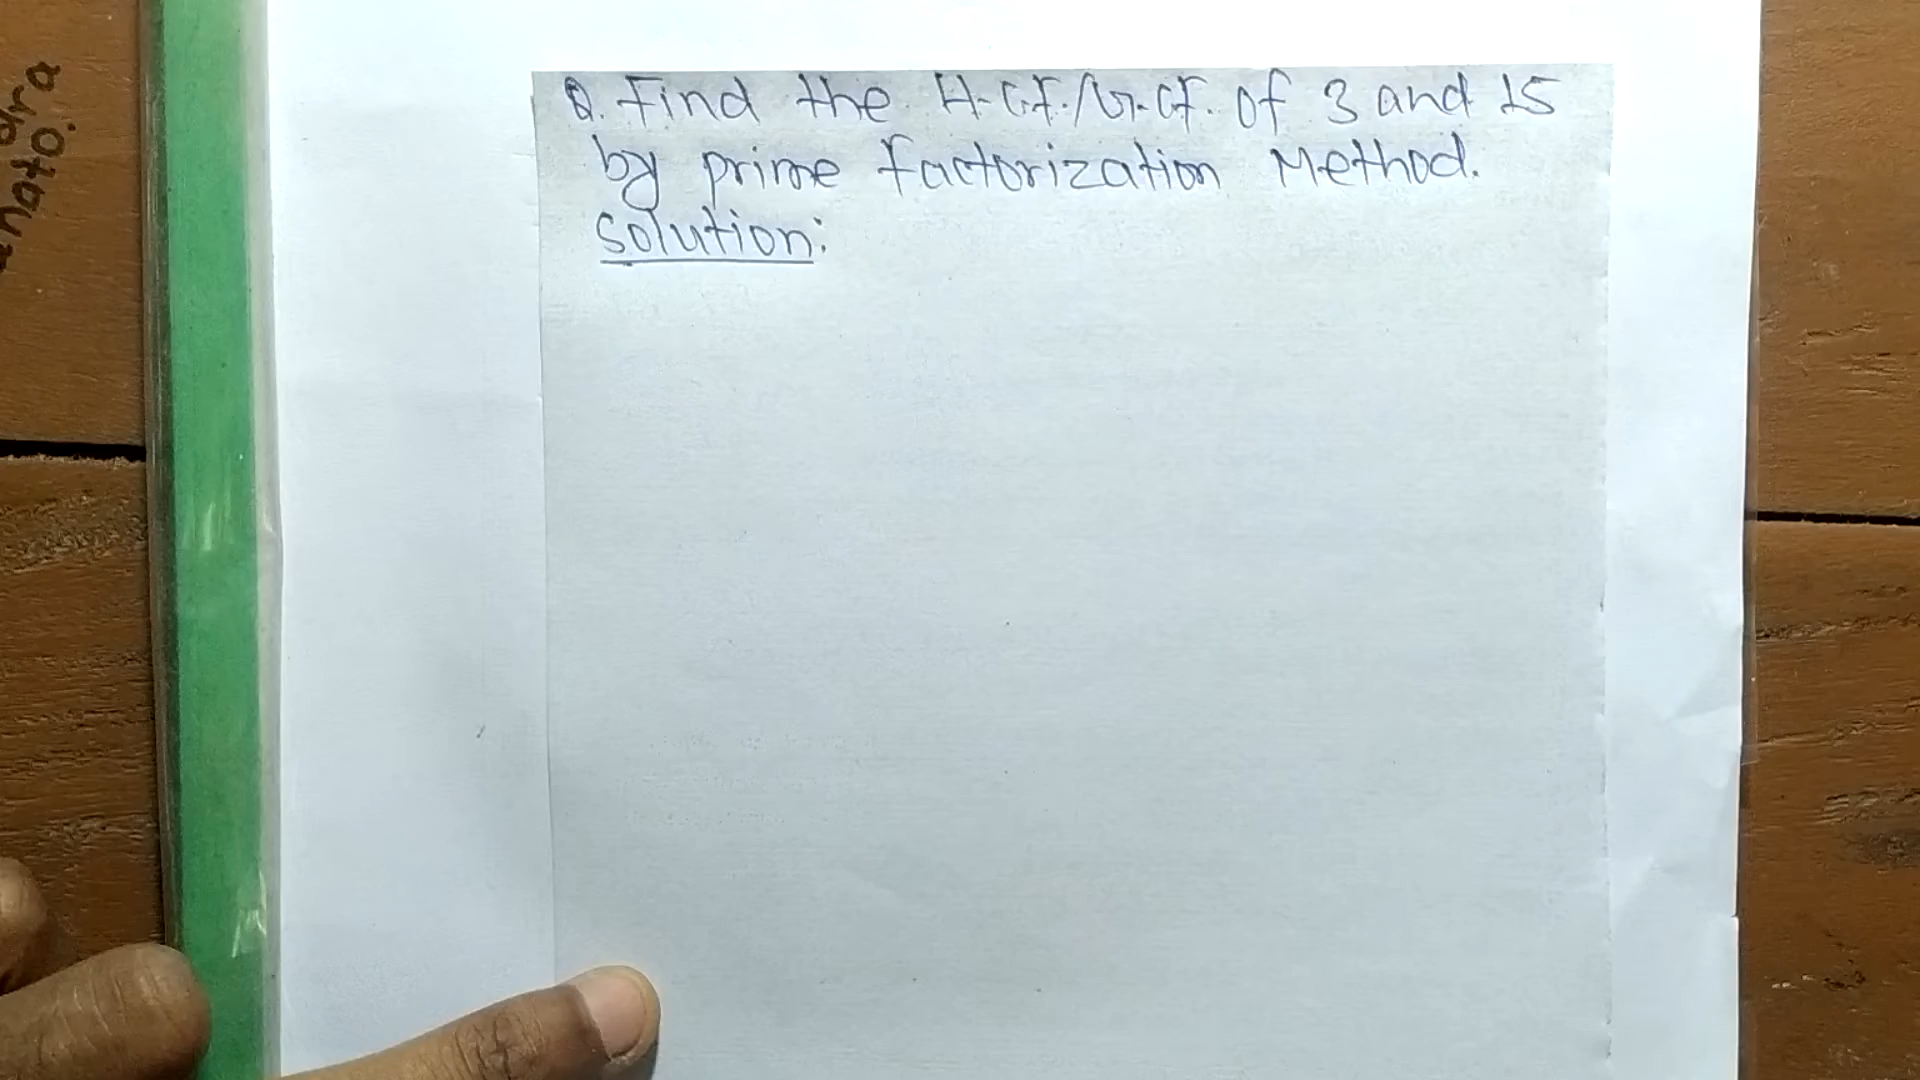 Q. Find the H.C.F./G.C.F. of 3 and 15
by prime factorization Method.
Solution: